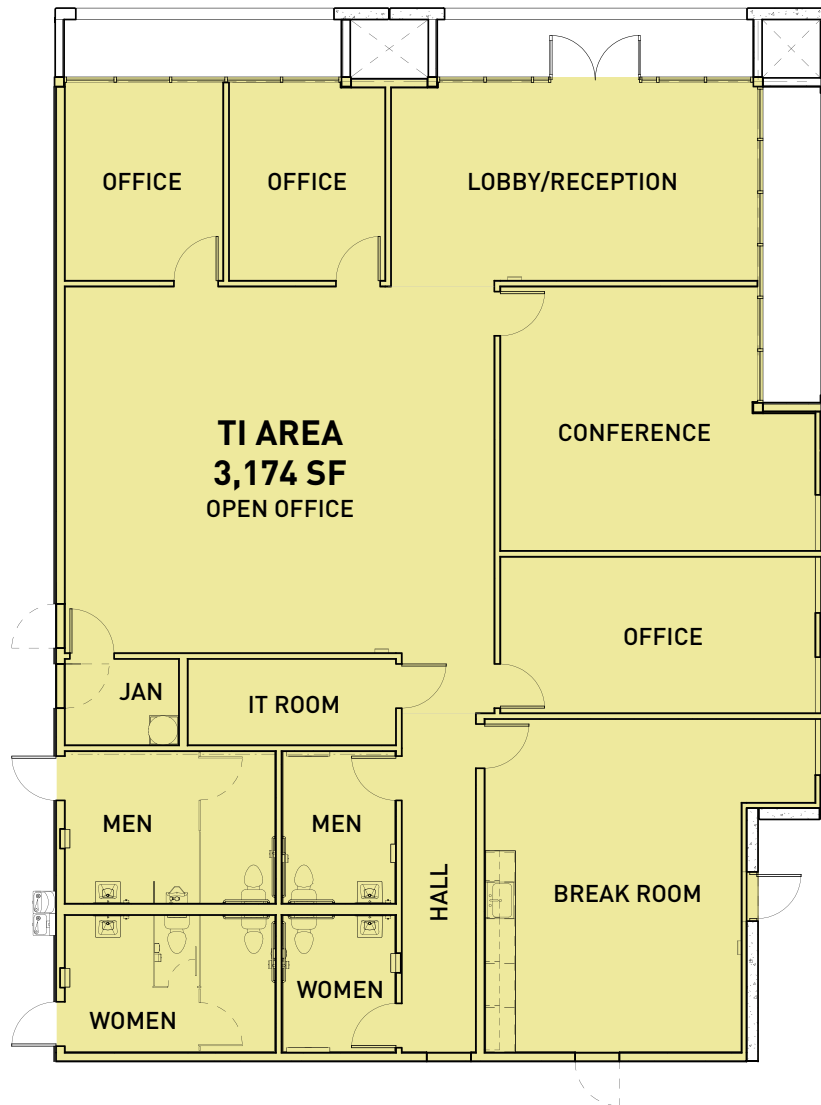 OFFICE
OFFICE
LOBBY/RECEPTION
TI AREA
3,174 SF
OPEN OFFICE
CONFERENCE
OFFICE
JAN
IT ROOM
MEN
MEN
HALL
BREAK ROOM
WOMEN
WOMEN